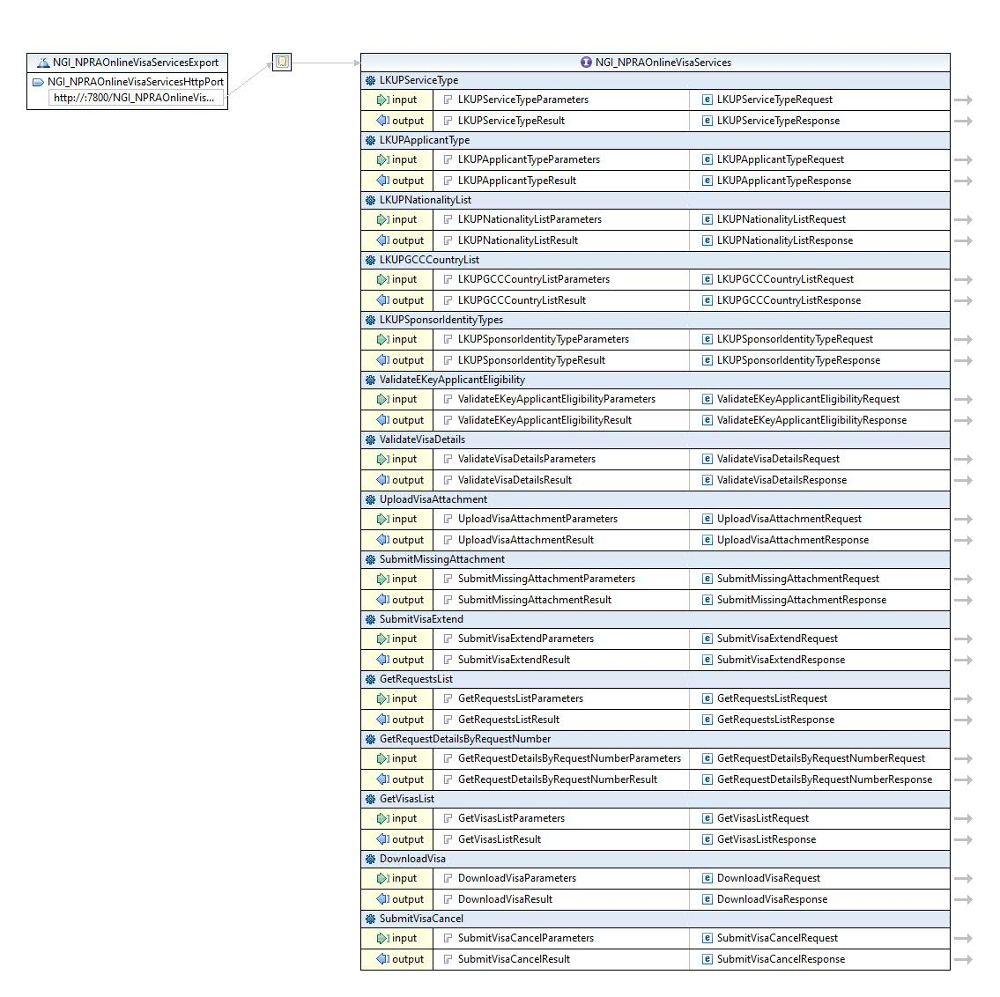 NGI_NPRAOnlineVisaServicesExport
NGI_NPRAOnlineVisaServicesHttpPort
http://:7800/NGI_NPRAOnlineVis...
NGI_NPRAOnlineVisaServices
LKUPServiceType
input LKUPServiceTypeParameters LKUPServiceTypeRequest
output LKUPServiceTypeResult LKUPServiceTypeResponse
LKUPApplicantType
input LKUPApplicantTypeParameters LKUPApplicantTypeRequest
output LKUPApplicantTypeResult LKUPApplicantTypeResponse
LKUPNationalityList
input LKUPNationalityListParameters LKUPNationalityListRequest
output LKUPNationalityListResult LKUPNationalityListResponse
LKUPGCCCountryList
input LKUPGCCCountryListParameters LKUPGCCCountryListRequest
output LKUPGCCCountryListResult LKUPGCCCountryListResponse
LKUPSponsorIdentityTypes
input LKUPSponsorIdentityTypeParameters LKUPSponsorIdentityTypeRequest
output LKUPSponsorIdentityTypeResult LKUPSponsorIdentityTypeResponse
ValidateEKeyApplicantEligibility
input ValidateEKeyApplicantEligibilityParameters ValidateEKeyApplicantEligibilityRequest
output ValidateEKeyApplicantEligibilityResult ValidateEKeyApplicantEligibilityResponse
ValidateVisaDetails
input ValidateVisaDetailsParameters ValidateVisaDetailsRequest
output ValidateVisaDetailsResult ValidateVisaDetailsResponse
UploadVisaAttachment
input UploadVisaAttachmentParameters UploadVisaAttachmentRequest
output UploadVisaAttachmentResult UploadVisaAttachmentResponse
SubmitMissingAttachment
input SubmitMissingAttachmentParameters SubmitMissingAttachmentRequest
output SubmitMissingAttachmentResult SubmitMissingAttachmentResponse
SubmitVisaExtend
input SubmitVisaExtendParameters SubmitVisaExtendRequest
output SubmitVisaExtendResult SubmitVisaExtendResponse
GetRequestsList
input GetRequestsListParameters GetRequestsListRequest
output GetRequestsListResult GetRequestsListResponse
GetRequestDetailsByRequestNumber
input GetRequestDetailsByRequestNumberParameters GetRequestDetailsByRequestNumberRequest
output GetRequestDetailsByRequestNumberResult GetRequestDetailsByRequestNumberResponse
GetVisasList
input GetVisasListParameters GetVisasListRequest
output GetVisasListResult GetVisasListResponse
DownloadVisa
input DownloadVisaParameters DownloadVisaRequest
output DownloadVisaResult DownloadVisaResponse
SubmitVisaCancel
input SubmitVisaCancelParameters SubmitVisaCancelRequest
output SubmitVisaCancelResult SubmitVisaCancelResponse